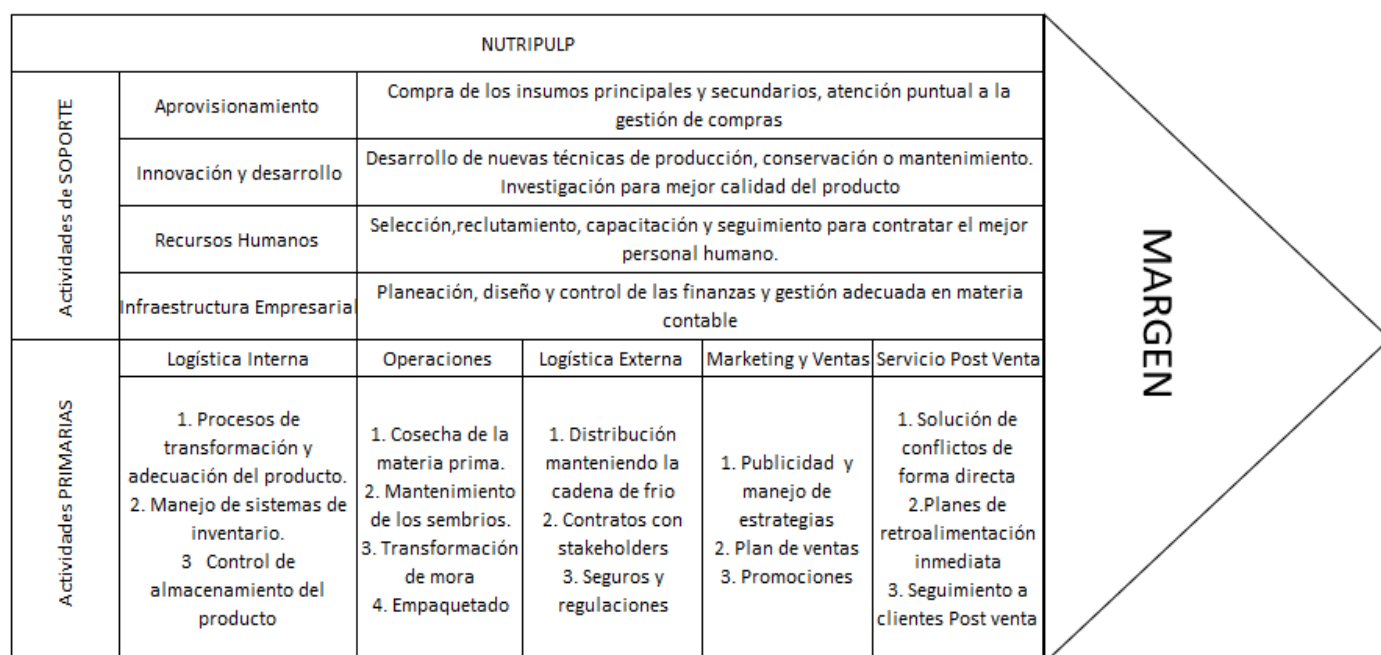 NUTRIPULP
Actividades de SOPORTE
Aprovisionamiento
Compra de los insumos principales y secundarios, atención puntual a la
gestión de compras
Innovación y desarrollo
Desarrollo de nuevas técnicas de producción, conservación o mantenimiento.
Investigación para mejor calidad del producto
Recursos Humanos
Selección,reclutamiento, capacitación y seguimiento para contratar el mejor
personal humano.
Infraestructura Empresarial
Planeación, diseño y control de las finanzas y gestión adecuada en materia
contable
Actividades PRIMARIAS
Logística Interna
1. Procesos de
transformación y
adecuación del producto.
2. Manejo de sistemas de
inventario.
3 Control de
almacenamiento del
producto
Operaciones
1. Cosecha de la
materia prima.
2. Mantenimiento
de los sembrios.
3. Transformación
de mora
4. Empaquetado
Logística Externa
1. Distribución
manteniendo la
cadena de frio
2. Contratos con
stakeholders
3. Seguros y
regulaciones
Marketing y Ventas
1. Publicidad y
manejo de
estrategias
2. Plan de ventas
3. Promociones
Servicio Post Venta
1. Solución de
conflictos de
forma directa
2.Planes de
retroalimentación
inmediata
3. Seguimiento a
clientes Post venta
MARGEN